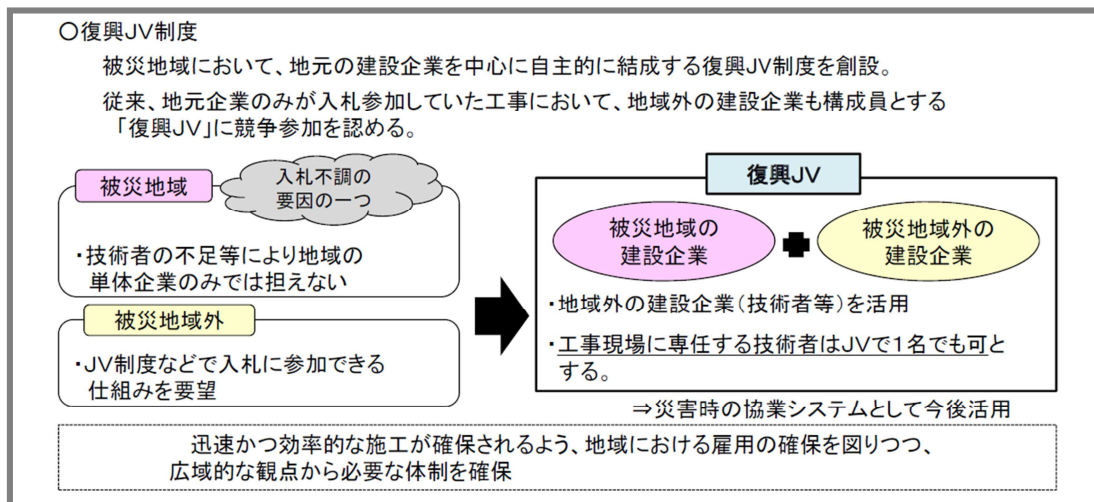 ○復興JV制度
被災地域において、地元の建設企業を中心に自主的に結成する復興JV制度を創設。
従来、地元企業のみが入札参加していた工事において、地域外の建設企業も構成員とする
「復興JV」に競争参加を認める。
被災地域
入札不調の
要因の一つ
・技術者の不足等により地域の
単体企業のみでは担えない
被災地域外
・JV制度などで入札に参加できる
仕組みを要望
復興JV
被災地域の
建設企業
被災地域外の
建設企業
・地域外の建設企業(技術者等)を活用
・工事現場に専任する技術者はJVで1名でも可と
する。
⇒災害時の協業システムとして今後活用
迅速かつ効率的な施工が確保されるよう、地域における雇用の確保を図りつつ、
広域的な観点から必要な体制を確保